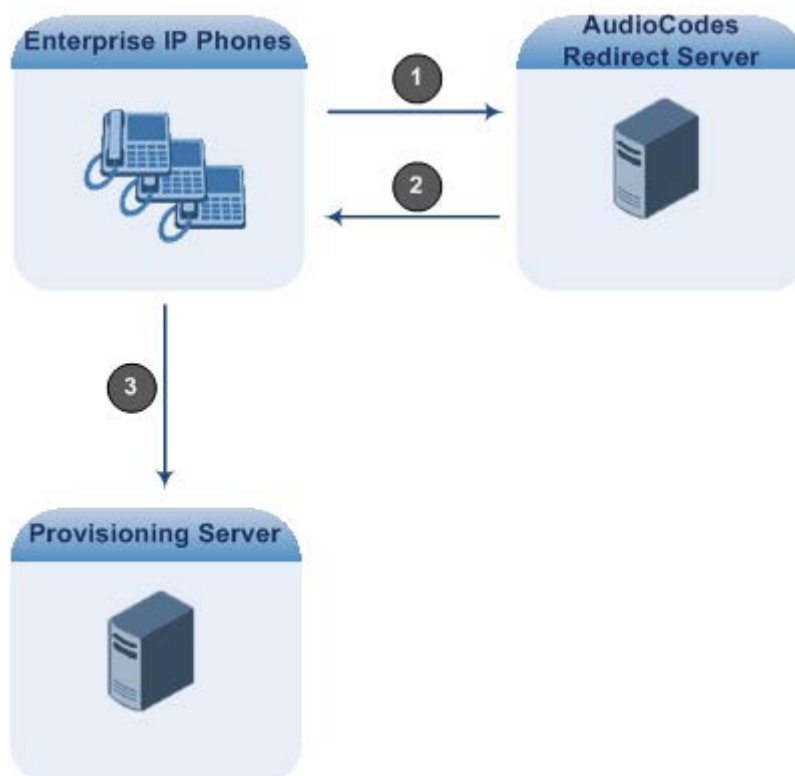 Enterprise IP Phones
AudioCodes
Redirect Server
1
2
3
Provisioning Server